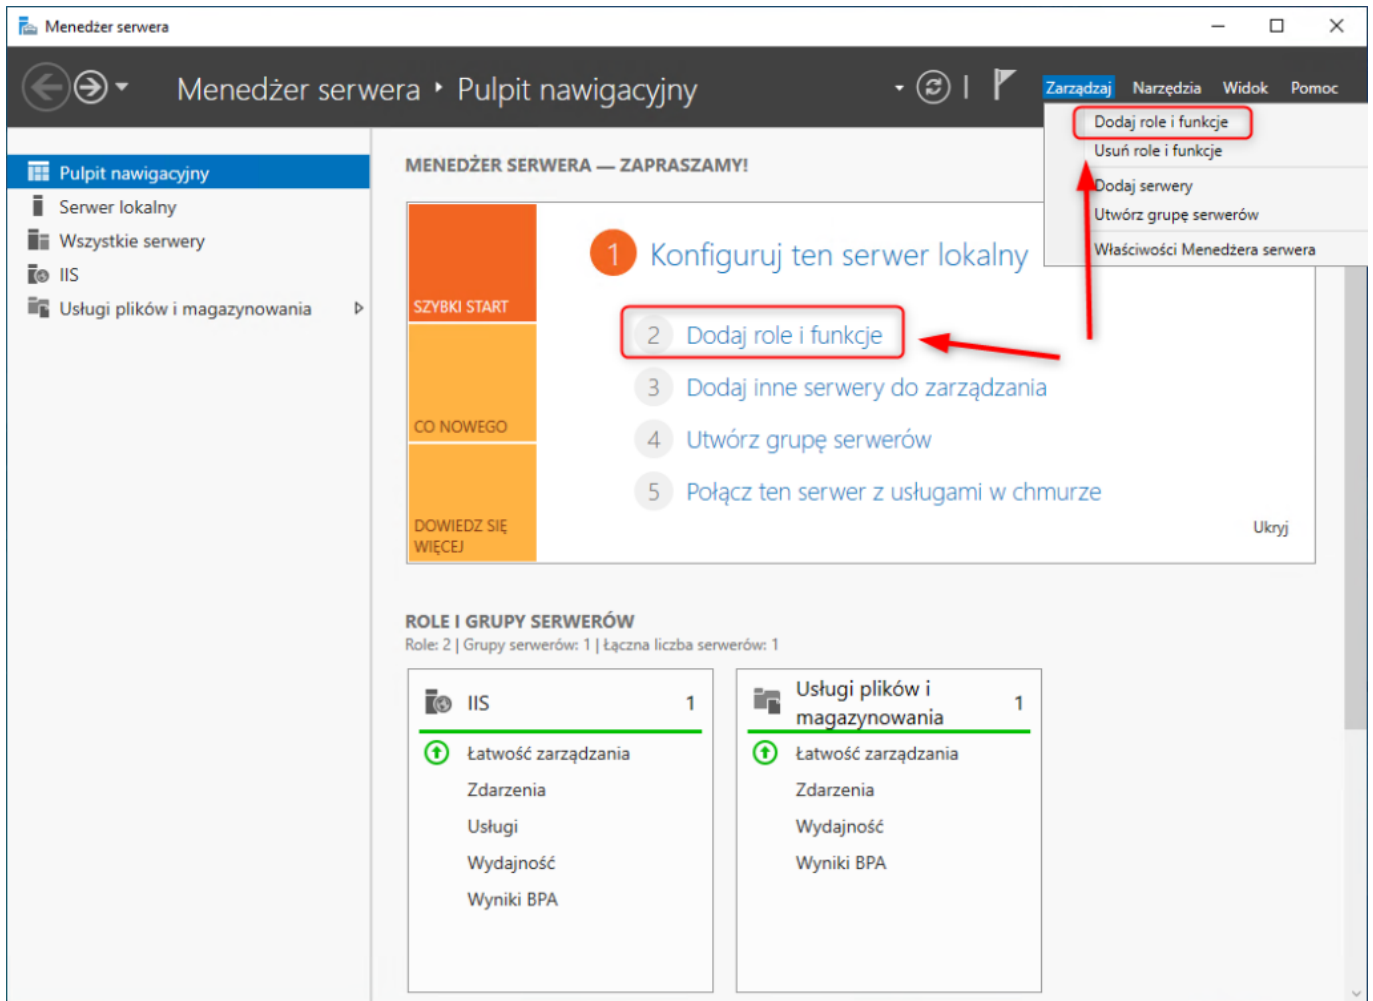 Menedżer serwera
Menedżer serwera ‣ Pulpit nawigacyjny
Zarządzaj Narzędzia Widok Pomoc
Dodaj role i funkcje
Usuń role i funkcje
Dodaj serwery
Utwórz grupę serwerów
Właściwości Menedżera serwera
Pulpit nawigacyjny
Serwer lokalny
Wszystkie serwery
IIS
Usługi plików i magazynowania
MENEDŻER SERWERA — ZAPRASZAMY!
SZYBKI START
CO NOWEGO
DOWIEDZ SIĘ
WIĘCEJ
1 Konfiguruj ten serwer lokalny
2 Dodaj role i funkcje
3 Dodaj inne serwery do zarządzania
4 Utwórz grupę serwerów
5 Połącz ten serwer z usługami w chmurze
Ukryj
ROLE I GRUPY SERWERÓW
Role: 2 | Grupy serwerów: 1 | Łączna liczba serwerów: 1
IIS 1
Łatwość zarządzania
Zdarzenia
Usługi
Wydajność
Wyniki BPA
Usługi plików i
magazynowania 1
Łatwość zarządzania
Zdarzenia
Wydajność
Wyniki BPA